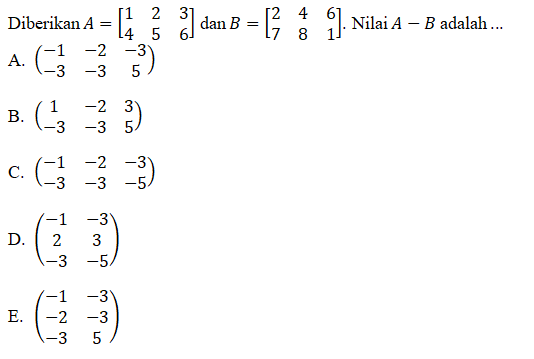 Diberikan A = [1 2 3; 4 5 6] dan B = [2 4 6; 7 8 1]. Nilai A − B adalah ...
A. (−1 −2 −3; −3 −3 5)
B. (1 −2 3; −3 −3 5)
C. (−1 −2 −3; −3 −3 −5)
D. (−1 −3; 2 3; −3 −5)
E. (−1 −3; −2 −3; −3 5)